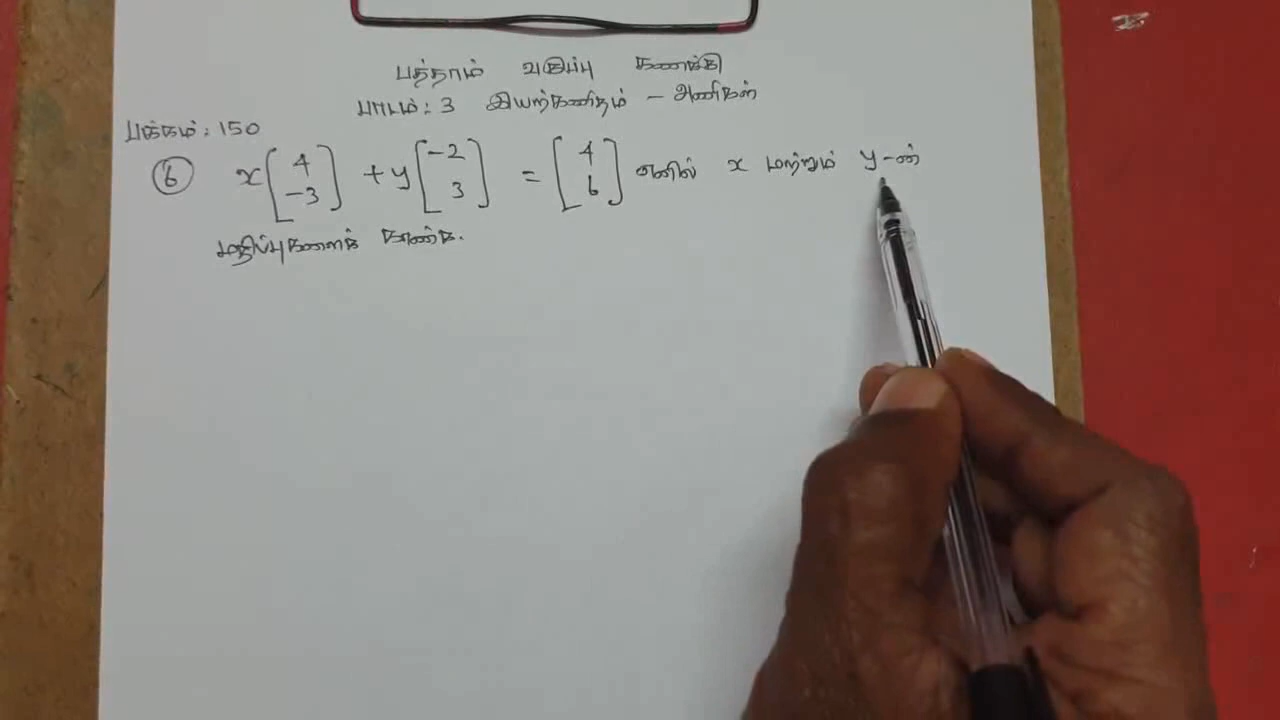 பத்தாம் வகுப்பு கணக்கு
பாடம் : 3 இயற்கணிதம் - அணிகள்
பக்கம் : 150
6 x [4 -3] + y [-2 3] = [4 6] எனில் x மற்றும் y-ன்
மதிப்புகளைக் காண்க.